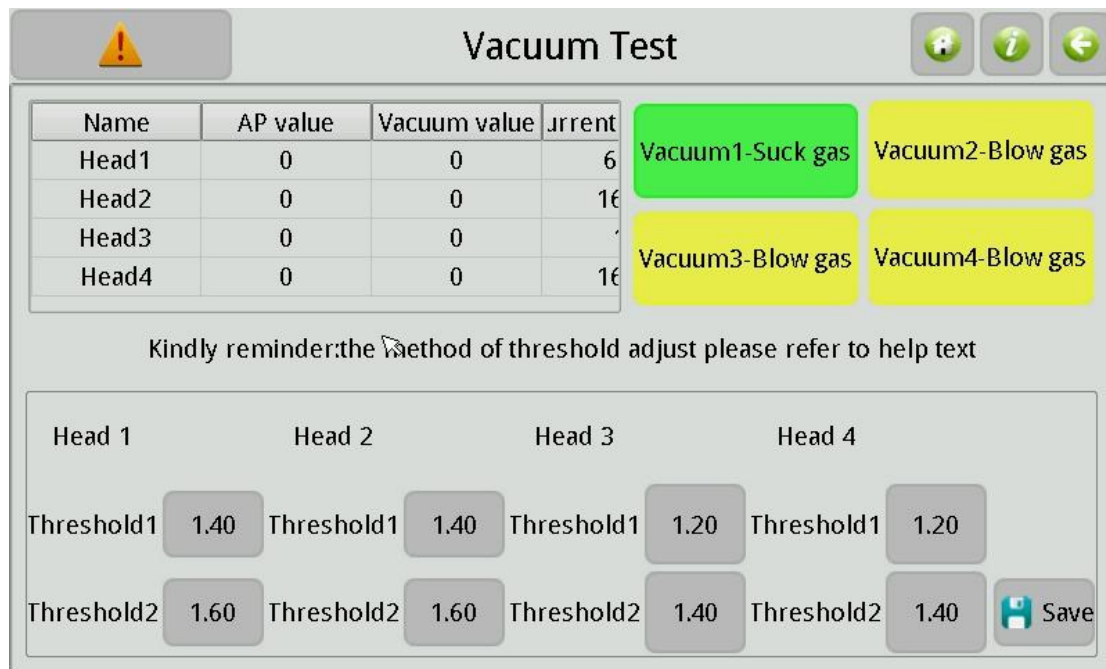 Vacuum Test
Name AP value Vacuum value urrent
Head1 0 0 6
Head2 0 0 16
Head3 0 0
Head4 0 0 16
Vacuum1-Suck gas Vacuum2-Blow gas
Vacuum3-Blow gas Vacuum4-Blow gas
Kindly reminder:the method of threshold adjust please refer to help text
Head 1 Head 2 Head 3 Head 4
Threshold1 1.40 Threshold1 1.40 Threshold1 1.20 Threshold1 1.20
Threshold2 1.60 Threshold2 1.60 Threshold2 1.40 Threshold2 1.40 Save